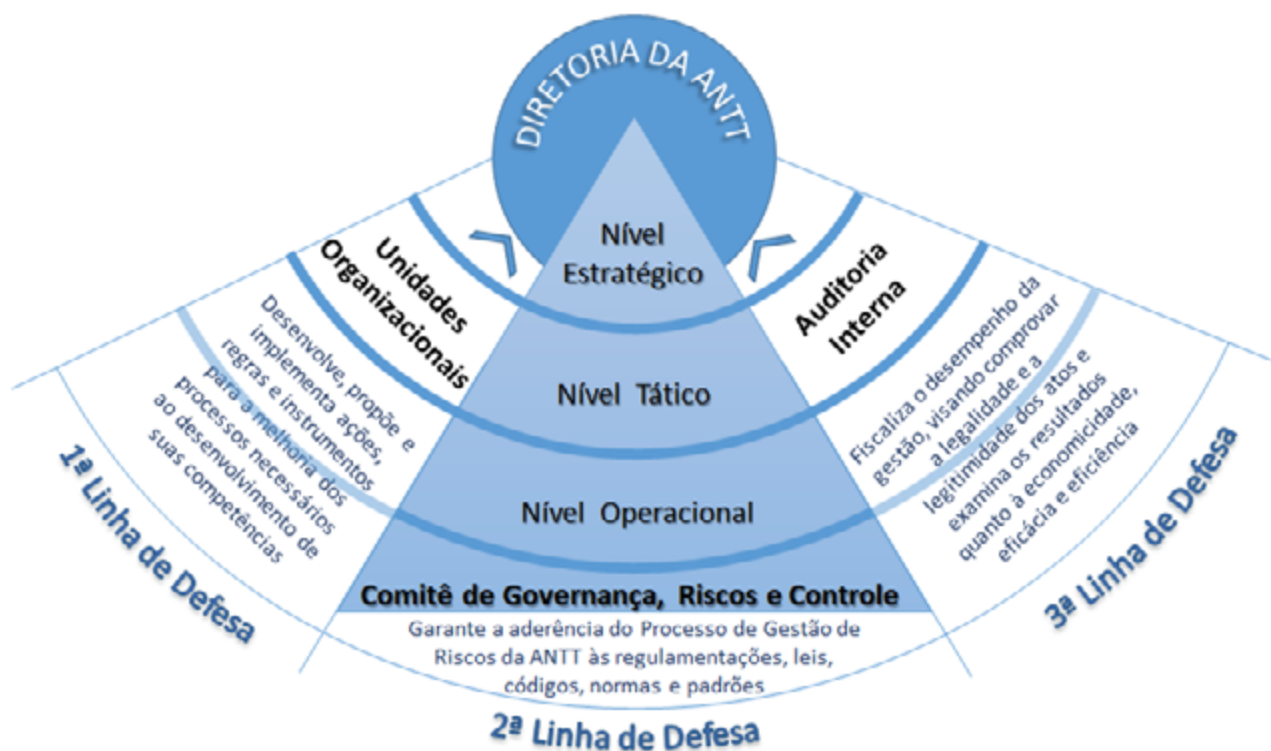 DIRETORIA DA ANTT
Nível
Estratégico
Nível Tático
Nível Operacional
Comitê de Governança, Riscos e Controle
Garante a aderência do Processo de Gestão de
Riscos da ANTT às regulamentações, leis,
códigos, normas e padrões
2ª Linha de Defesa
Unidades
Organizacionais
Desenvolve, propõe e
implementa ações,
regras e instrumentos
para a melhoria dos
processos necessários
ao desenvolvimento de
suas competências
1ª Linha de Defesa
Auditoria
Interna
Fiscaliza o desempenho da
gestão, visando comprovar
a legalidade e a
legitimidade dos atos e
examina os resultados
quanto à economicidade,
eficácia e eficiência
3ª Linha de Defesa